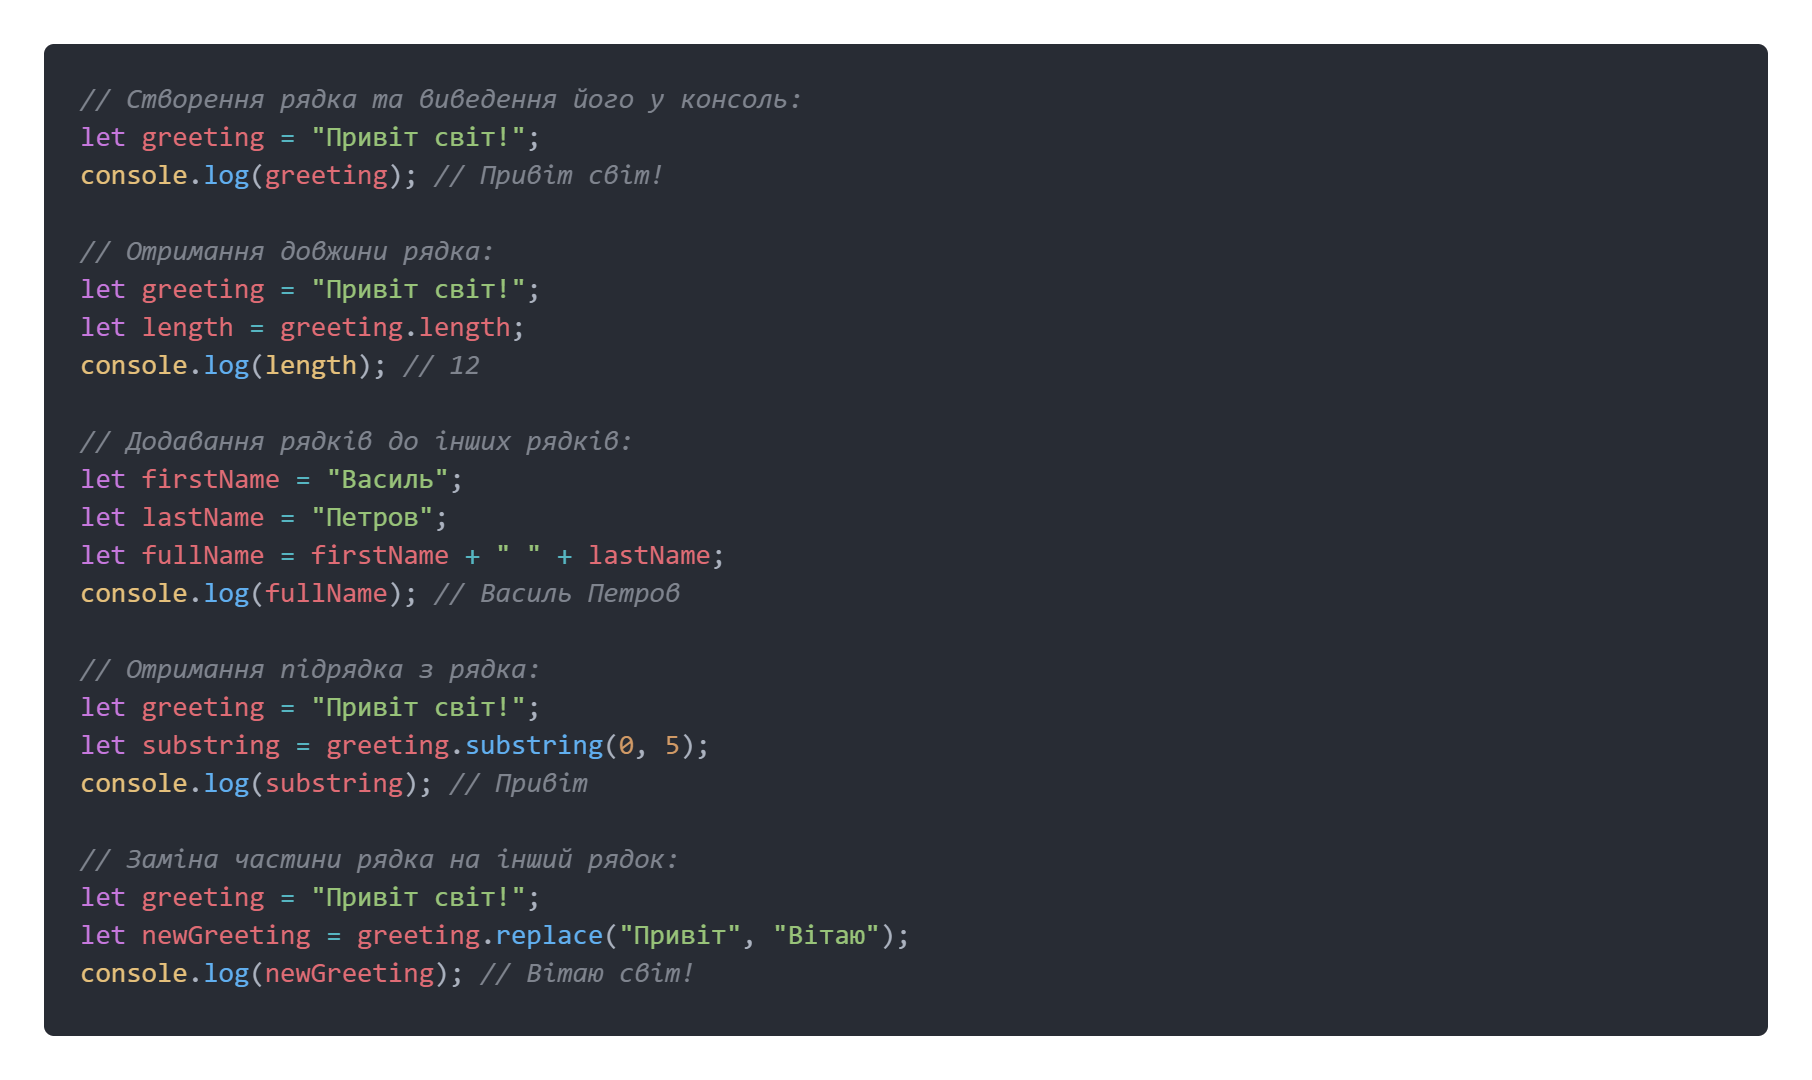 // Створення рядка та виведення його у консоль:
let greeting = "Привіт світ!";
console.log(greeting); // Привіт світ!
// Отримання довжини рядка:
let greeting = "Привіт світ!";
let length = greeting.length;
console.log(length); // 12
// Додавання рядків до інших рядків:
let firstName = "Василь";
let lastName = "Петров";
let fullName = firstName + " " + lastName;
console.log(fullName); // Василь Петров
// Отримання підрядка з рядка:
let greeting = "Привіт світ!";
let substring = greeting.substring(0, 5);
console.log(substring); // Привіт
// Заміна частини рядка на інший рядок:
let greeting = "Привіт світ!";
let newGreeting = greeting.replace("Привіт", "Вітаю");
console.log(newGreeting); // Вітаю світ!